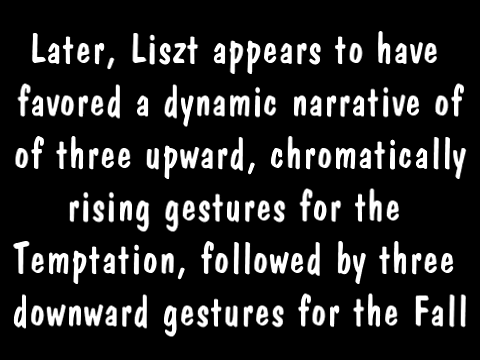 Later, Liszt appears to have
favored a dynamic narrative of
of three upward, chromatically
rising gestures for the
Temptation, followed by three
downward gestures for the Fall